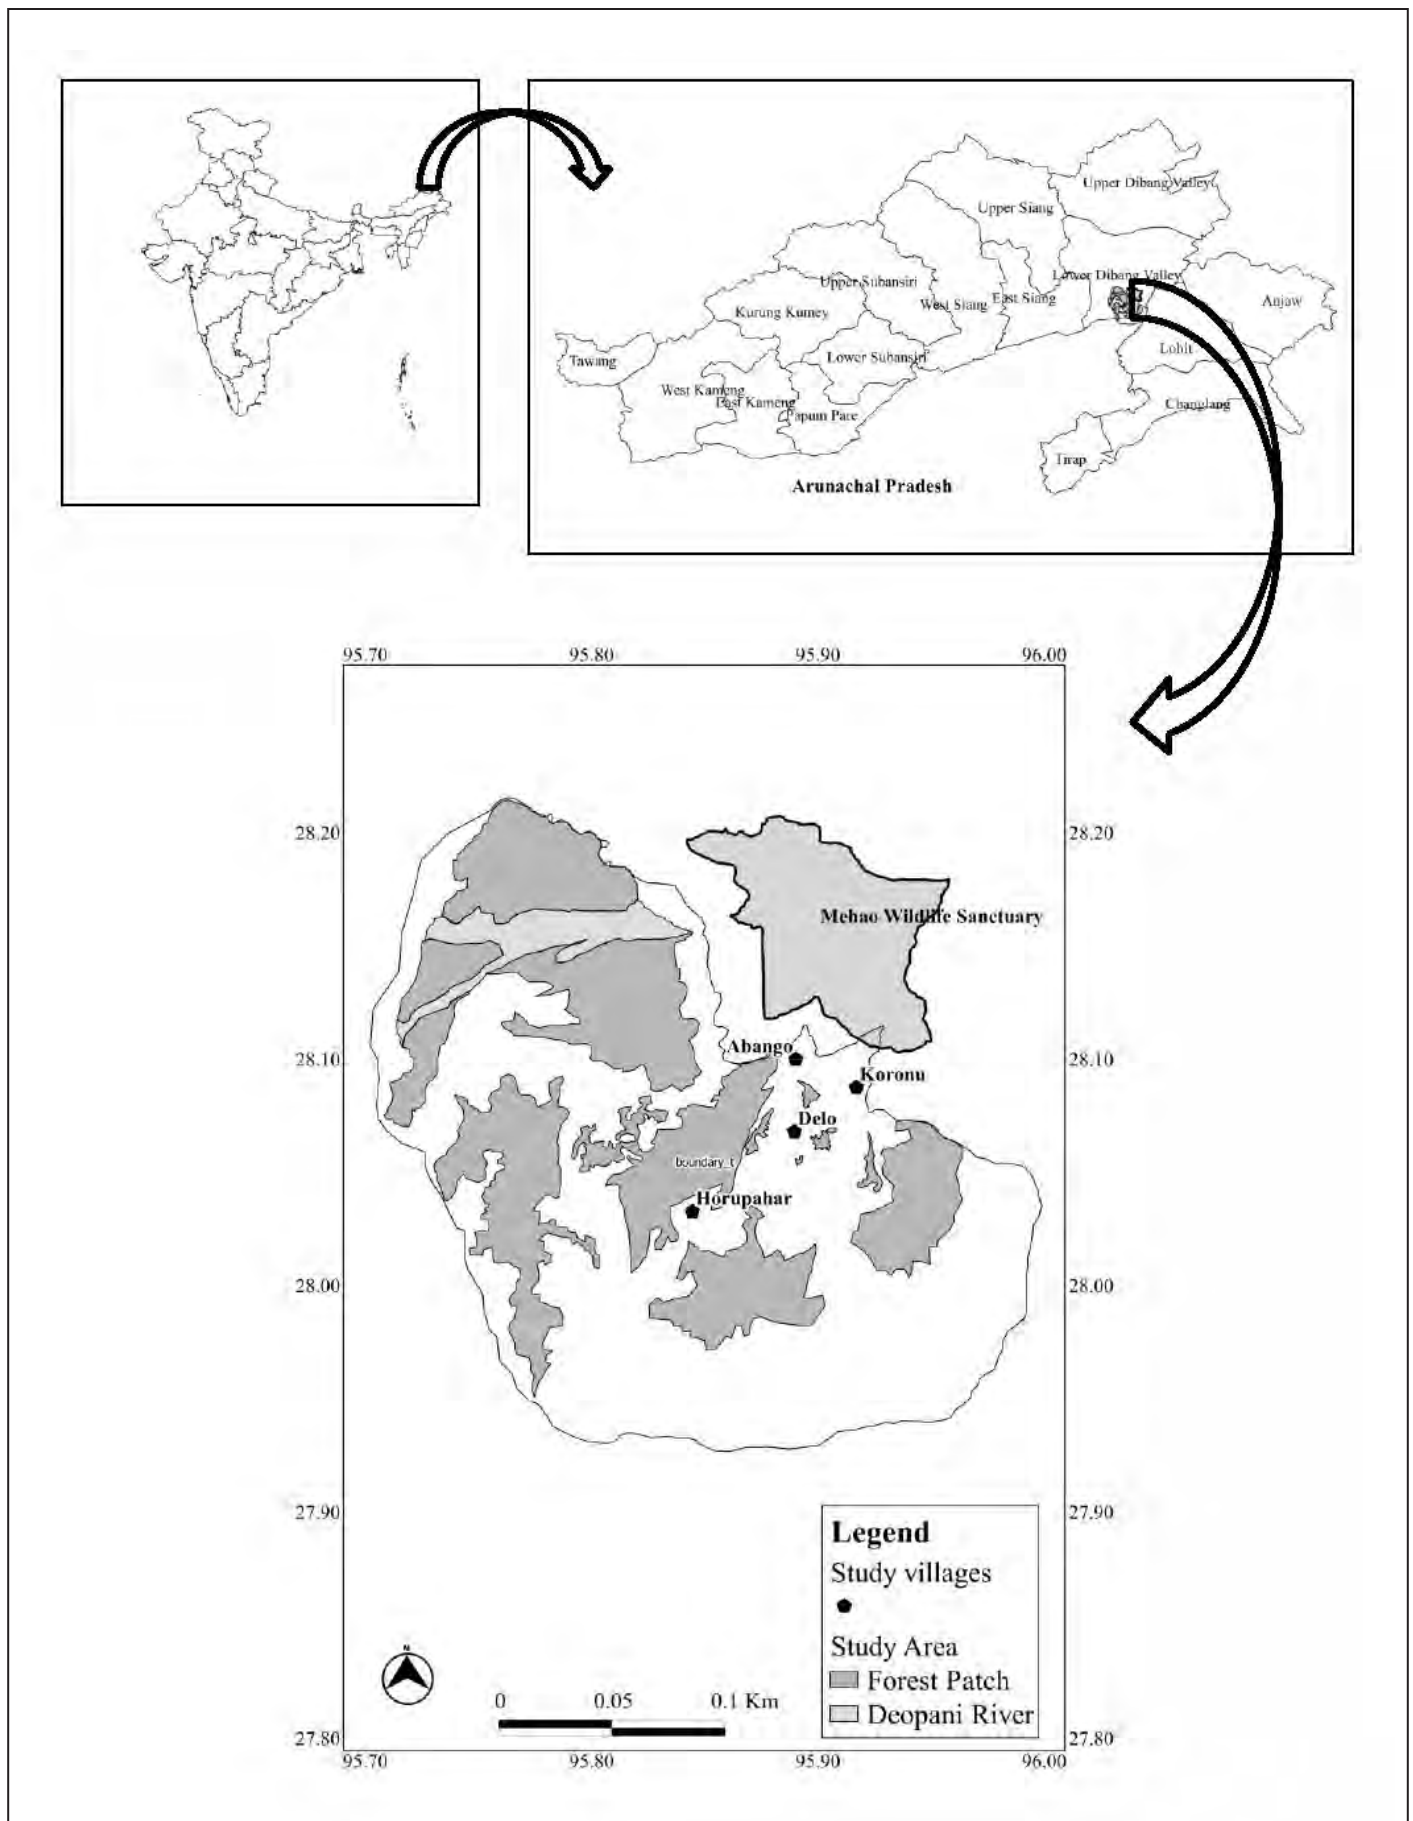 Upper Dibang Valley
Upper Siang
Lower Dibang Valley
Upper Subansiri
West Siang
East Siang
Anjaw
Kurung Kumey
Lohit
Tawang
Lower Subansiri
West Kameng
East Kameng
Papum Pare
Changlang
Tirap
Arunachal Pradesh
95.70 95.80 95.90 96.00
28.20 28.20
Mehao Wildlife Sanctuary
Abango
28.10 28.10
Koronu
Delo
boundary_t
Horupahar
28.00 28.00
27.90 27.90
Legend
Study villages
Study Area
Forest Patch
Deopani River
N
0 0.05 0.1 Km
27.80 27.80
95.70 95.80 95.90 96.00